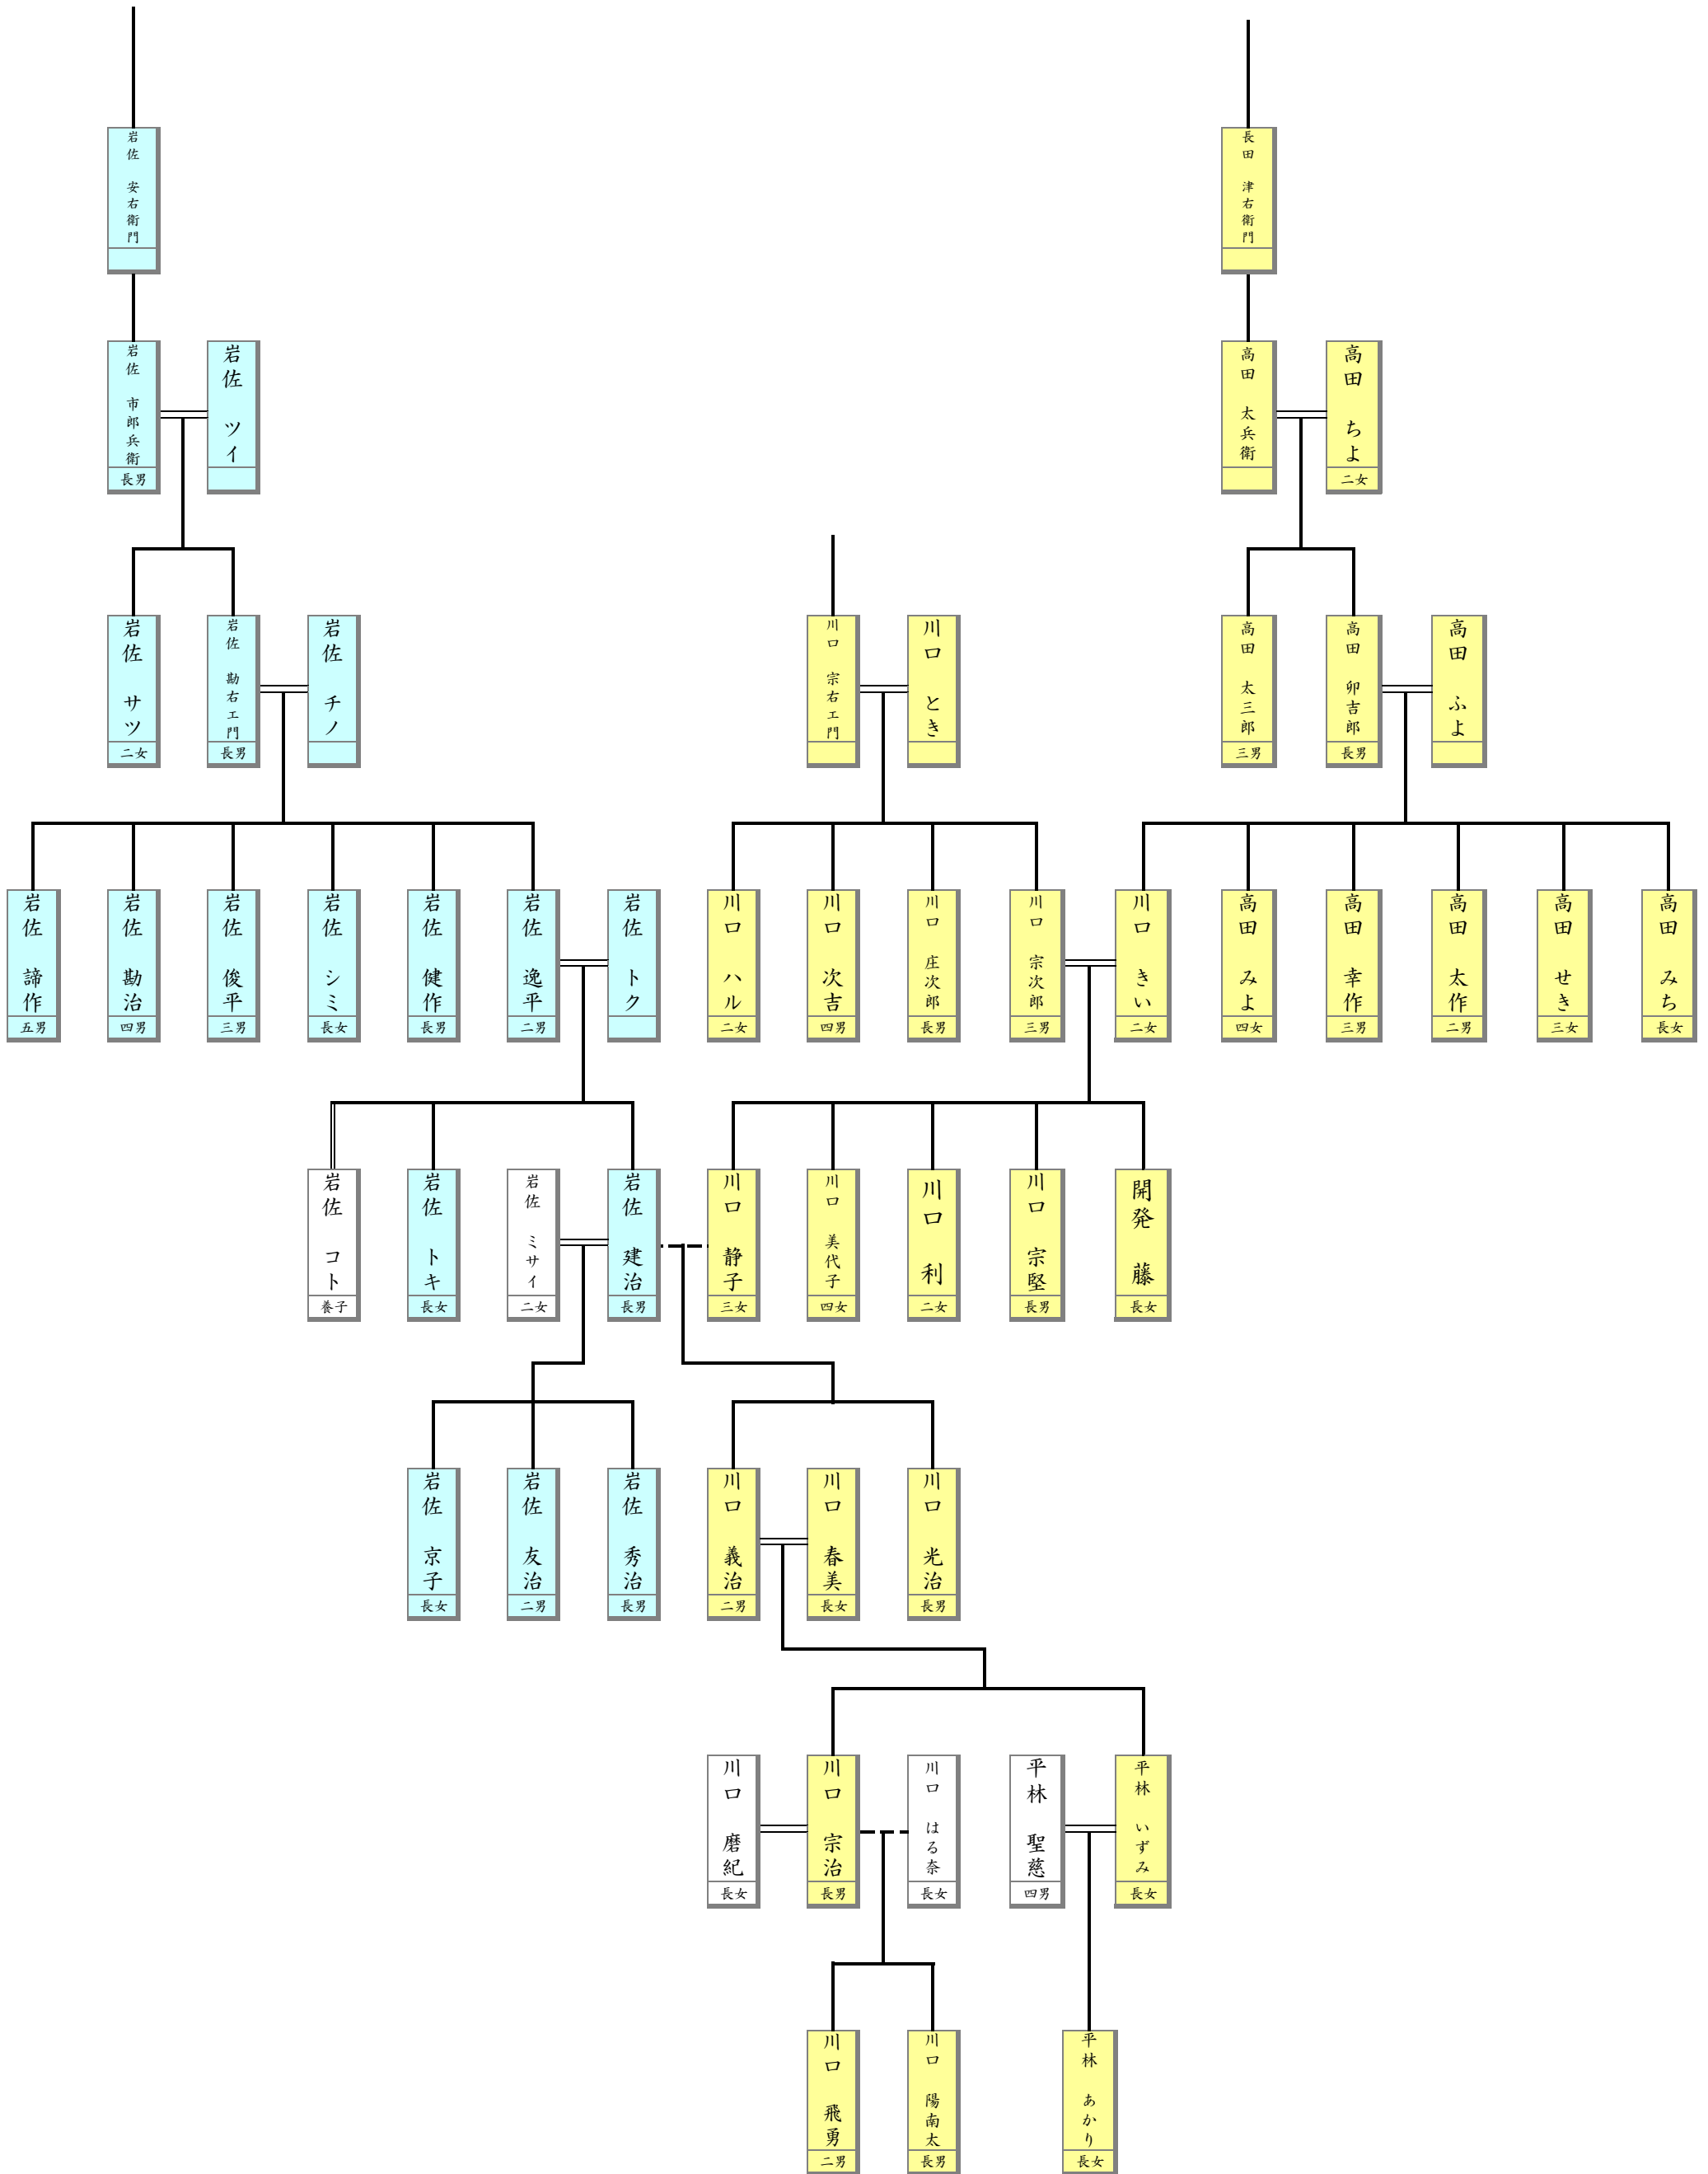 岩佐 安右衛門
長田 津右衛門
岩佐 市郎兵衛
長男
岩佐 ツイ
高田 太兵衛
高田 ちよ
二女
岩佐 サツ
二女
岩佐 勘右エ門
長男
岩佐 チノ
川口 宗右エ門
川口 とき
高田 太三郎
三男
高田 卯吉郎
長男
高田 ふよ
岩佐 諦作
五男
岩佐 勘治
四男
岩佐 俊平
三男
岩佐 シミ
長女
岩佐 健作
長男
岩佐 逸平
二男
岩佐 トク
川口 ハル
二女
川口 次吉
四男
川口 庄次郎
長男
川口 宗次郎
三男
川口 きい
二女
高田 みよ
四女
高田 幸作
三男
高田 太作
二男
高田 せき
三女
高田 みち
長女
岩佐 コト
養子
岩佐 トキ
長女
岩佐 ミサイ
二女
岩佐 建治
長男
川口 静子
三女
川口 美代子
四女
川口 利
二女
川口 宗堅
長男
開発 藤
長女
岩佐 京子
長女
岩佐 友治
二男
岩佐 秀治
長男
川口 義治
二男
川口 春美
長女
川口 光治
長男
川口 磨紀
長女
川口 宗治
長男
川口 はる奈
長女
平林 聖慈
四男
平林 いずみ
長女
川口 飛勇
二男
川口 陽南太
長男
平林 あかり
長女